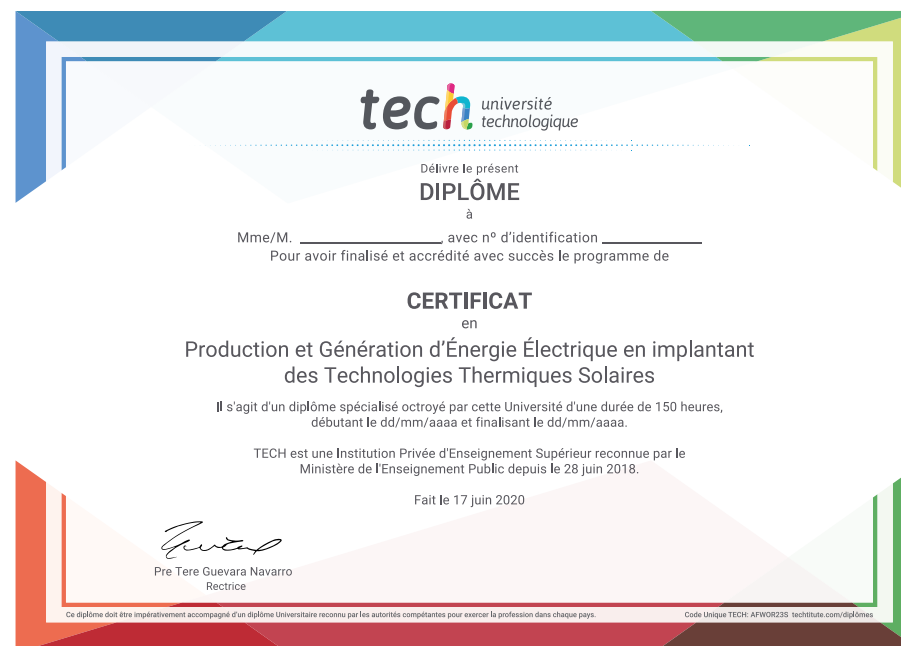 tech université
technologique
Délivre le présent
DIPLÔME
à
Mme/M. ____________________, avec nº d'identification ______________
Pour avoir finalisé et accrédité avec succès le programme de
CERTIFICAT
en
Production et Génération d'Énergie Électrique en implantant
des Technologies Thermiques Solaires
Il s'agit d'un diplôme spécialisé octroyé par cette Université d'une durée de 150 heures,
débutant le dd/mm/aaaa et finalisant le dd/mm/aaaa.
TECH est une Institution Privée d'Enseignement Supérieur reconnue par le
Ministère de l'Enseignement Public depuis le 28 juin 2018.
Fait le 17 juin 2020
Pre Tere Guevara Navarro
Rectrice
Ce diplôme doit être impérativement accompagné d'un diplôme Universitaire reconnu par les autorités compétantes pour exercer la profession dans chaque pays. Code Unique TECH: AFWOR23S techtitute.com/diplômes